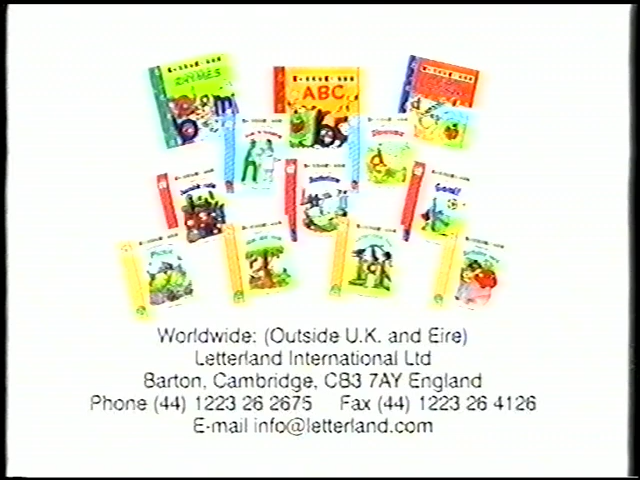 RHYMES
ABC
Worldwide: (Outside U.K. and Eire)
Letterland International Ltd
Barton, Cambridge, CB3 7AY England
Phone (44) 1223 26 2675 Fax (44) 1223 26 4126
E-mail info@letterland.com